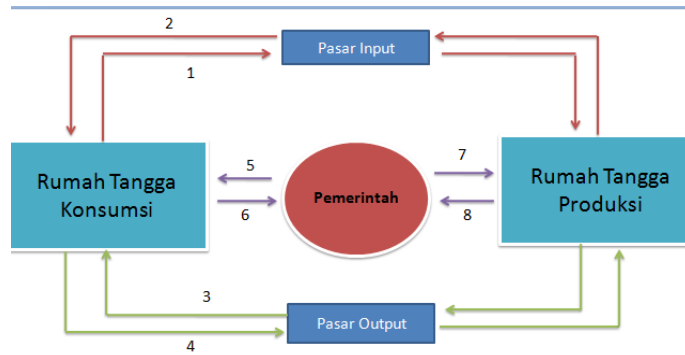 2
Pasar Input
1
Rumah Tangga
Konsumsi
5
6
Pemerintah
7
8
Rumah Tangga
Produksi
3
Pasar Output
4